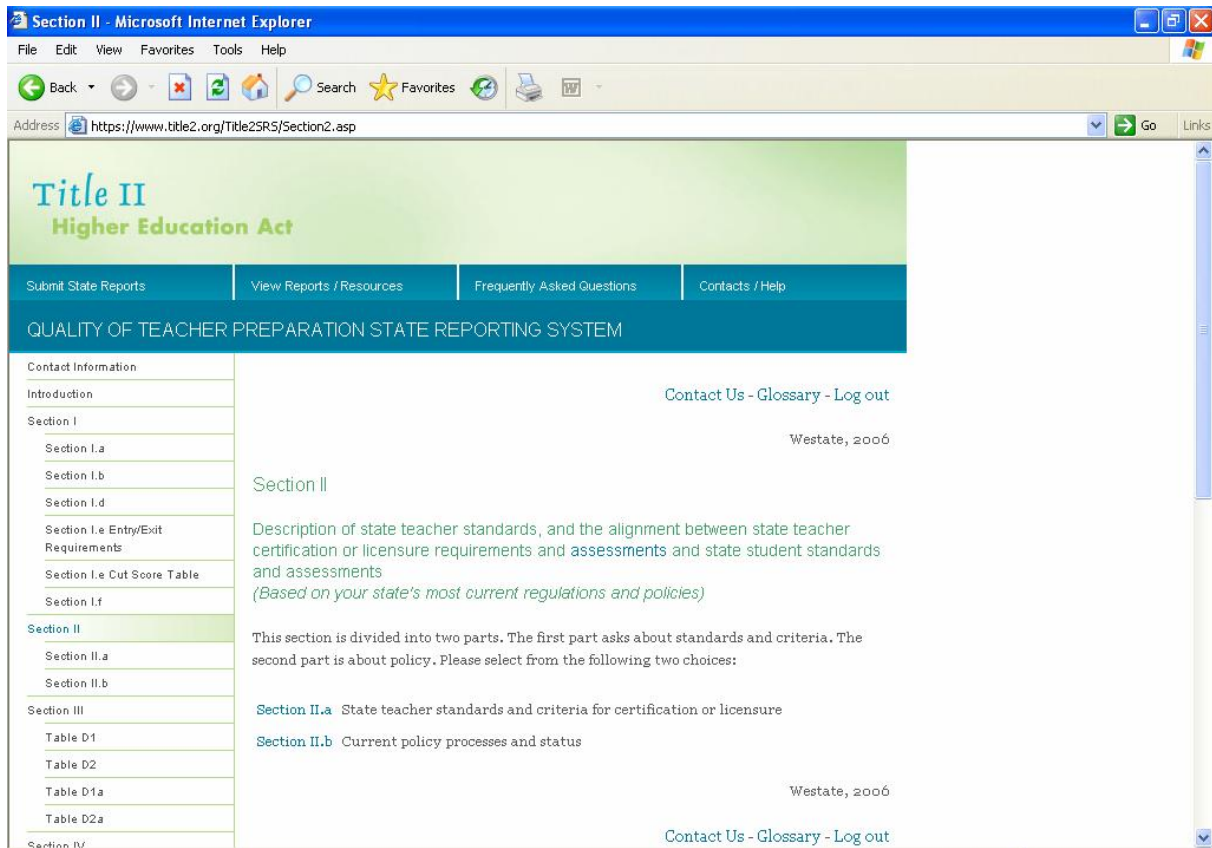 Section II - Microsoft Internet Explorer
File Edit View Favorites Tools Help
Back Search Favorites
Address https://www.title2.org/Title2SRS/Section2.asp Go Links
Title II
Higher Education Act
Submit State Reports View Reports / Resources Frequently Asked Questions Contacts / Help
QUALITY OF TEACHER PREPARATION STATE REPORTING SYSTEM
Contact Information
Introduction
Section I
Section I.a
Section I.b
Section I.d
Section I.e Entry/Exit
Requirements
Section I.e Cut Score Table
Section I.f
Section II
Section II.a
Section II.b
Section III
Table D1
Table D2
Table D1a
Table D2a
Section IV
Contact Us - Glossary - Log out
Westate, 2006
Section II
Description of state teacher standards, and the alignment between state teacher
certification or licensure requirements and assessments and state student standards
and assessments
(Based on your state's most current regulations and policies)
This section is divided into two parts. The first part asks about standards and criteria. The
second part is about policy. Please select from the following two choices:
Section II.a State teacher standards and criteria for certification or licensure
Section II.b Current policy processes and status
Westate, 2006
Contact Us - Glossary - Log out